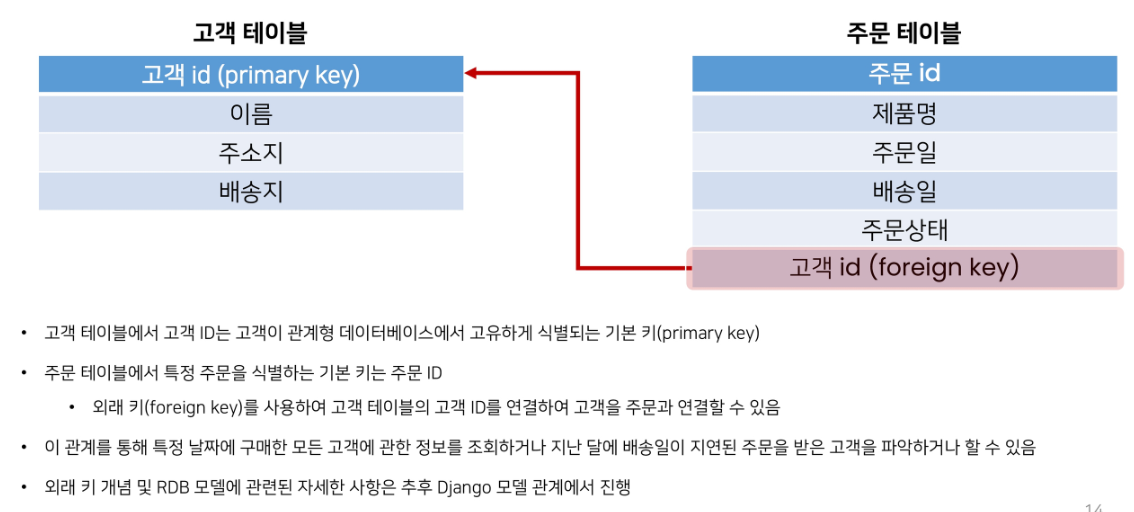 고객 테이블
고객 id (primary key)
이름
주소지
배송지
주문 테이블
주문 id
제품명
주문일
배송일
주문상태
고객 id (foreign key)
• 고객 테이블에서 고객 ID는 고객이 관계형 데이터베이스에서 고유하게 식별되는 기본 키(primary key)
• 주문 테이블에서 특정 주문을 식별하는 기본 키는 주문 ID
• 외래 키(foreign key)를 사용하여 고객 테이블의 고객 ID를 연결하여 고객을 주문과 연결할 수 있음
• 이 관계를 통해 특정 날짜에 구매한 모든 고객에 관한 정보를 조회하거나 지난 달에 배송일이 지연된 주문을 받은 고객을 파악하거나 할 수 있음
• 외래 키 개념 및 RDB 모델에 관련된 자세한 사항은 추후 Django 모델 관계에서 진행
14